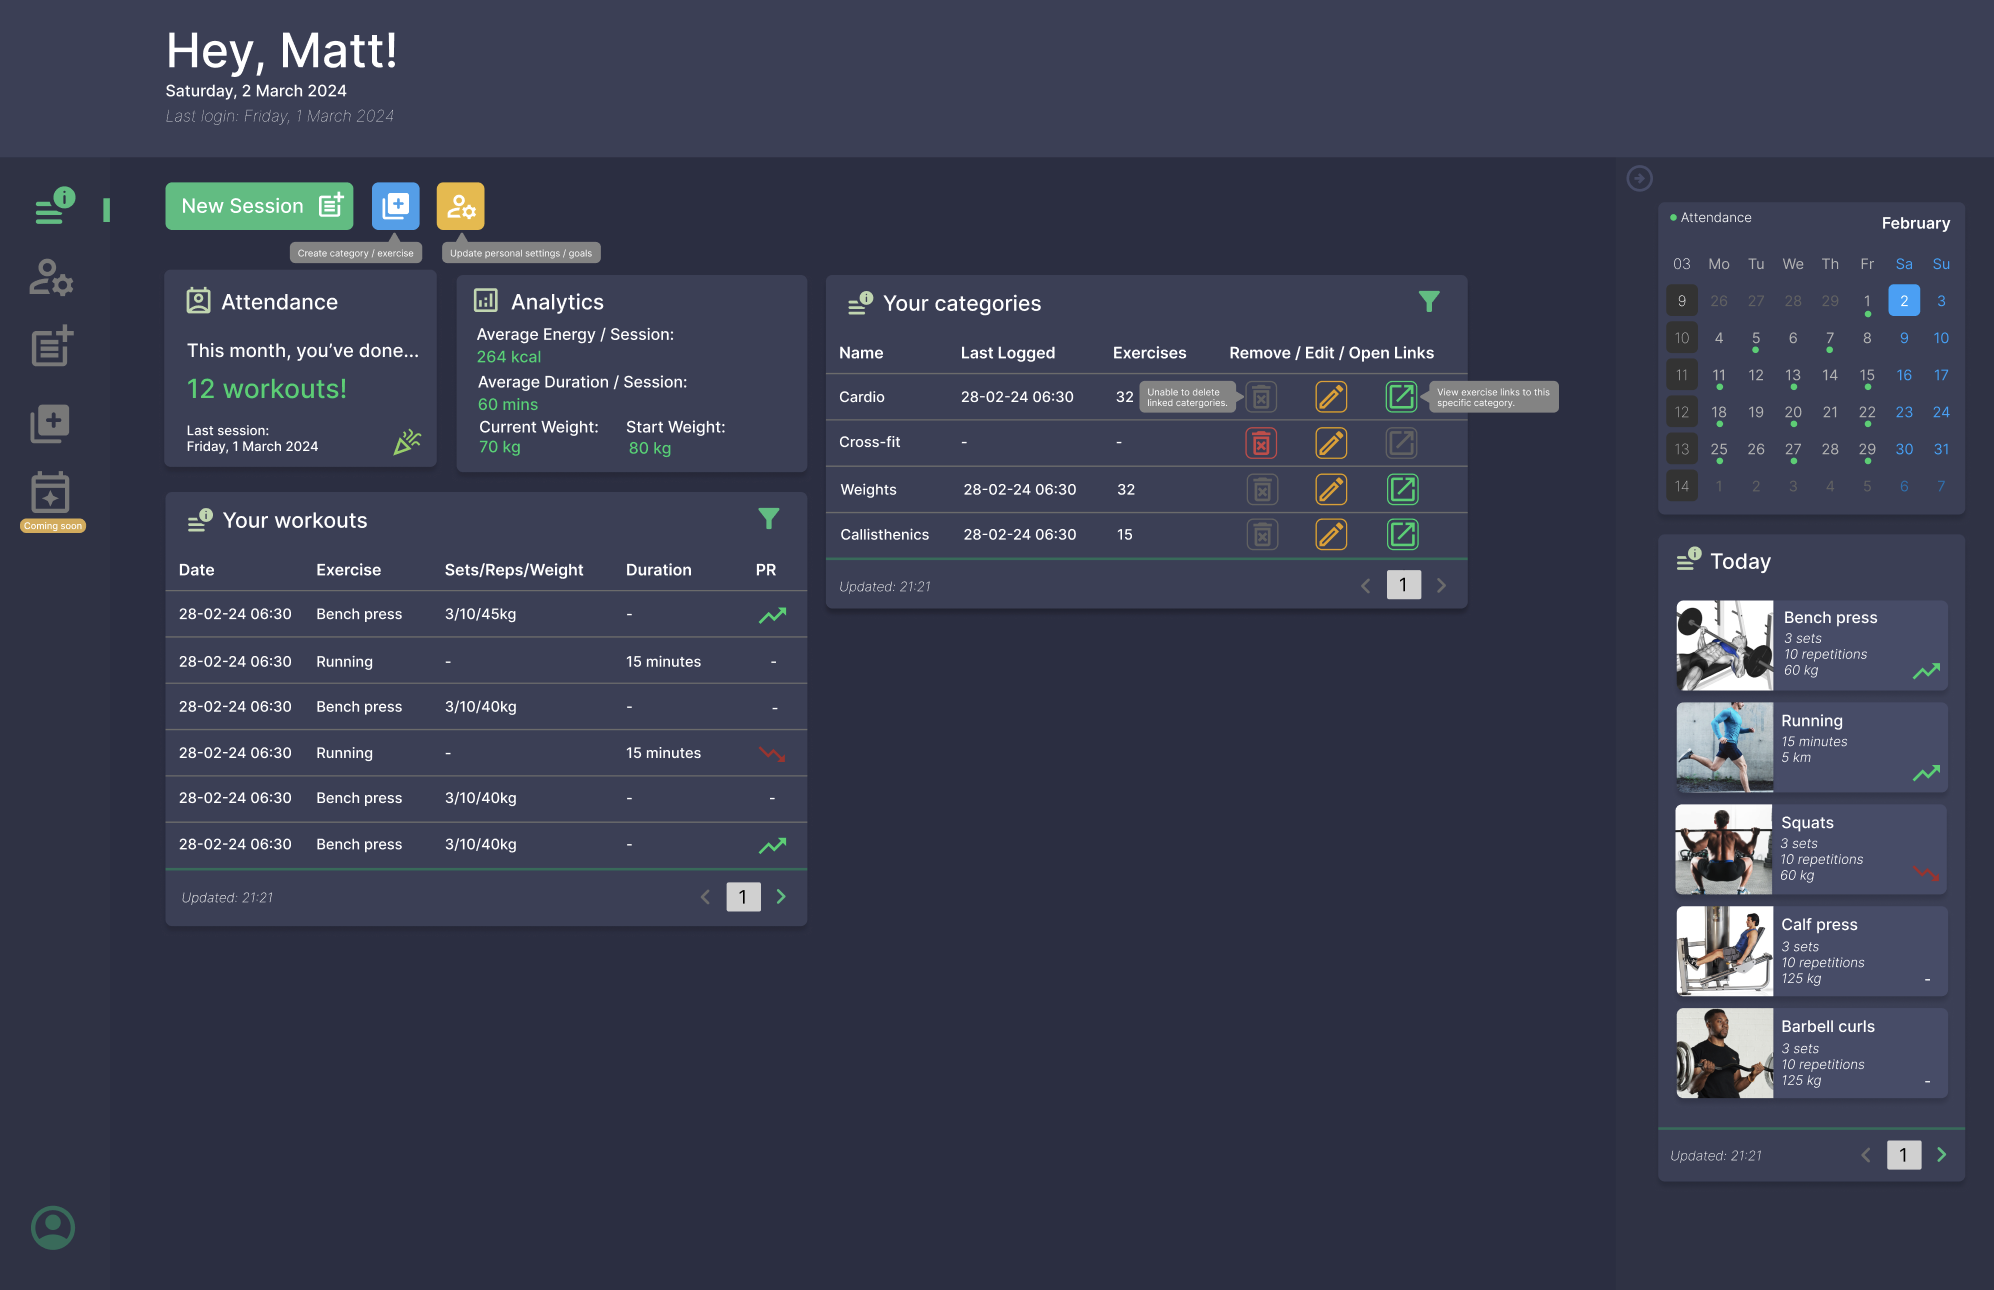 Hey, Matt!
Saturday, 2 March 2024
Last login: Friday, 1 March 2024
New Session
Create category / exercise
Update personal settings / goals
Coming soon
Attendance
This month, you've done...
12 workouts!
Last session:
Friday, 1 March 2024
Analytics
Average Energy / Session:
264 kcal
Average Duration / Session:
60 mins
Current Weight: Start Weight:
70 kg 80 kg
Your workouts
Date Exercise Sets/Reps/Weight Duration PR
28-02-24 06:30 Bench press 3/10/45kg -
28-02-24 06:30 Running - 15 minutes -
28-02-24 06:30 Bench press 3/10/40kg - -
28-02-24 06:30 Running - 15 minutes
28-02-24 06:30 Bench press 3/10/40kg - -
28-02-24 06:30 Bench press 3/10/40kg -
Updated: 21:21 1
Your categories
Name Last Logged Exercises Remove / Edit / Open Links
Cardio 28-02-24 06:30 32
Unable to delete
linked catergories.
View exercise links to this
specific category.
Cross-fit - -
Weights 28-02-24 06:30 32
Callisthenics 28-02-24 06:30 15
Updated: 21:21 1
Attendance
February
03 Mo Tu We Th Fr Sa Su
9 26 27 28 29 1 2 3
10 4 5 6 7 8 9 10
11 11 12 13 14 15 16 17
12 18 19 20 21 22 23 24
13 25 26 27 28 29 30 31
14 1 2 3 4 5 6 7
Today
Bench press
3 sets
10 repetitions
60 kg
Running
15 minutes
5 km
Squats
3 sets
10 repetitions
60 kg
Calf press
3 sets
10 repetitions
125 kg -
Barbell curls
3 sets
10 repetitions
125 kg -
Updated: 21:21 1